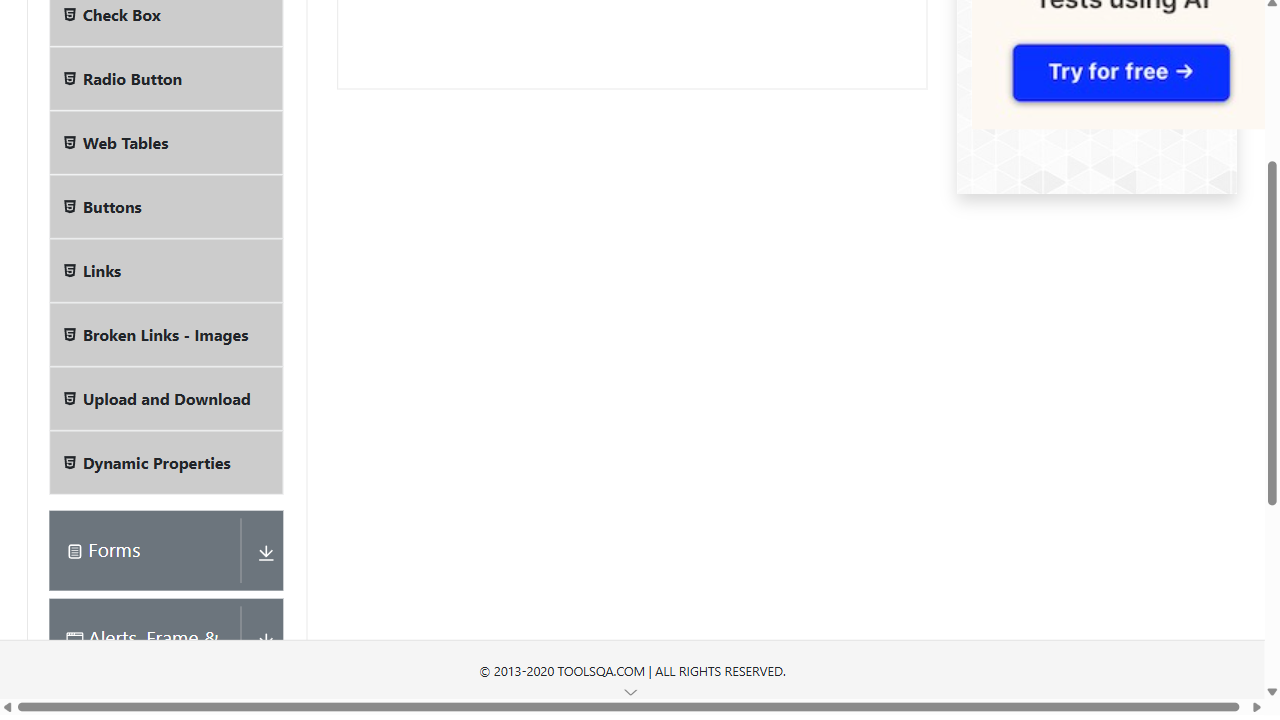 Check Box
Radio Button
Web Tables
Buttons
Links
Broken Links - Images
Upload and Download
Dynamic Properties
Forms
Alerts, Frame &
Tests using AI
Try for free →
© 2013-2020 TOOLSQA.COM | ALL RIGHTS RESERVED.